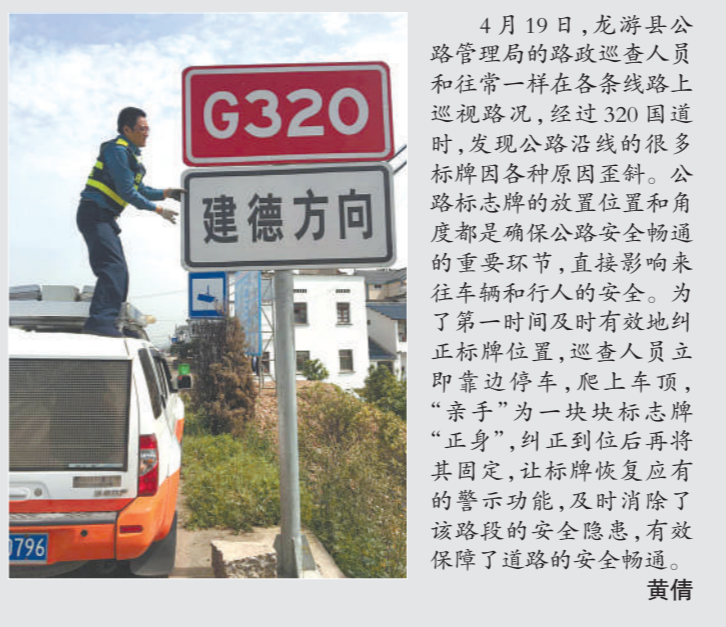 G320
建德方向
0796
4月19日,龙游县公
路管理局的路政巡查人员
和往常一样在各条线路上
巡视路况,经过320国道
时,发现公路沿线的很多
标牌因各种原因歪斜。公
路标志牌的放置位置和角
度都是确保公路安全畅通
的重要环节,直接影响来
往车辆和行人的安全。为
了第一时间及时有效地纠
正标牌位置,巡查人员立
即靠边停车,爬上车顶,
“亲手”为一块块标志牌
“正身”,纠正到位后再将
其固定,让标牌恢复应有
的警示功能,及时消除了
该路段的安全隐患,有效
保障了道路的安全畅通。
黄倩